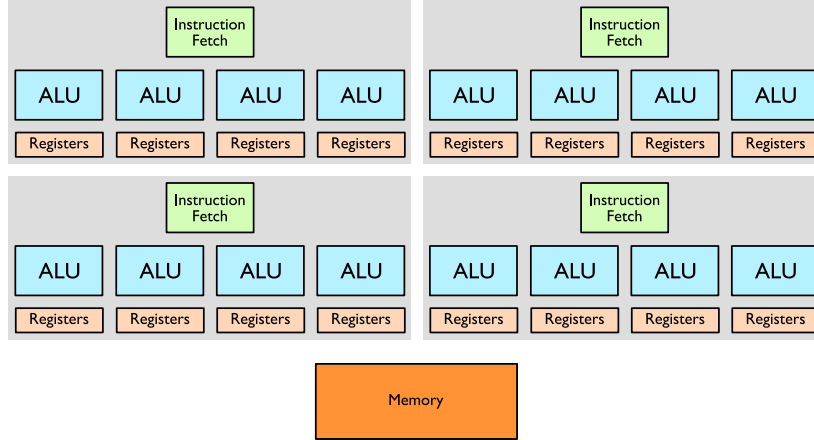 Instruction
Fetch
Instruction
Fetch
ALU ALU ALU ALU ALU ALU ALU ALU
Registers Registers Registers Registers Registers Registers Registers Registers
Instruction
Fetch
Instruction
Fetch
ALU ALU ALU ALU ALU ALU ALU ALU
Registers Registers Registers Registers Registers Registers Registers Registers
Memory